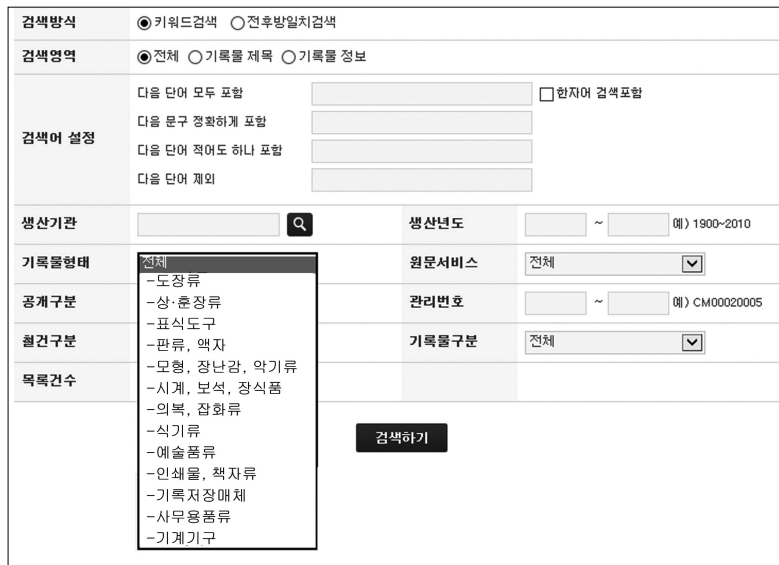 검색방식 키워드검색 전후방일치검색
검색영역 전체 기록물 제목 기록물 정보
검색어 설정
다음 단어 모두 포함 한자어 검색포함
다음 문구 정확하게 포함
다음 단어 적어도 하나 포함
다음 단어 제외
생산기관 생산년도 ~ 예) 1900~2010
기록물형태 전체 원문서비스 전체
-도장류
공개구분 -상·훈장류 관리번호 ~ 예) CM00020005
-표식도구
철건구분 -판류, 액자 기록물구분 전체
-모형, 장난감, 악기류
목록건수 -시계, 보석, 장식품
-의복, 잡화류
-식기류 검색하기
-예술품류
-인쇄물, 책자류
-기록저장매체
-사무용품류
-기계기구